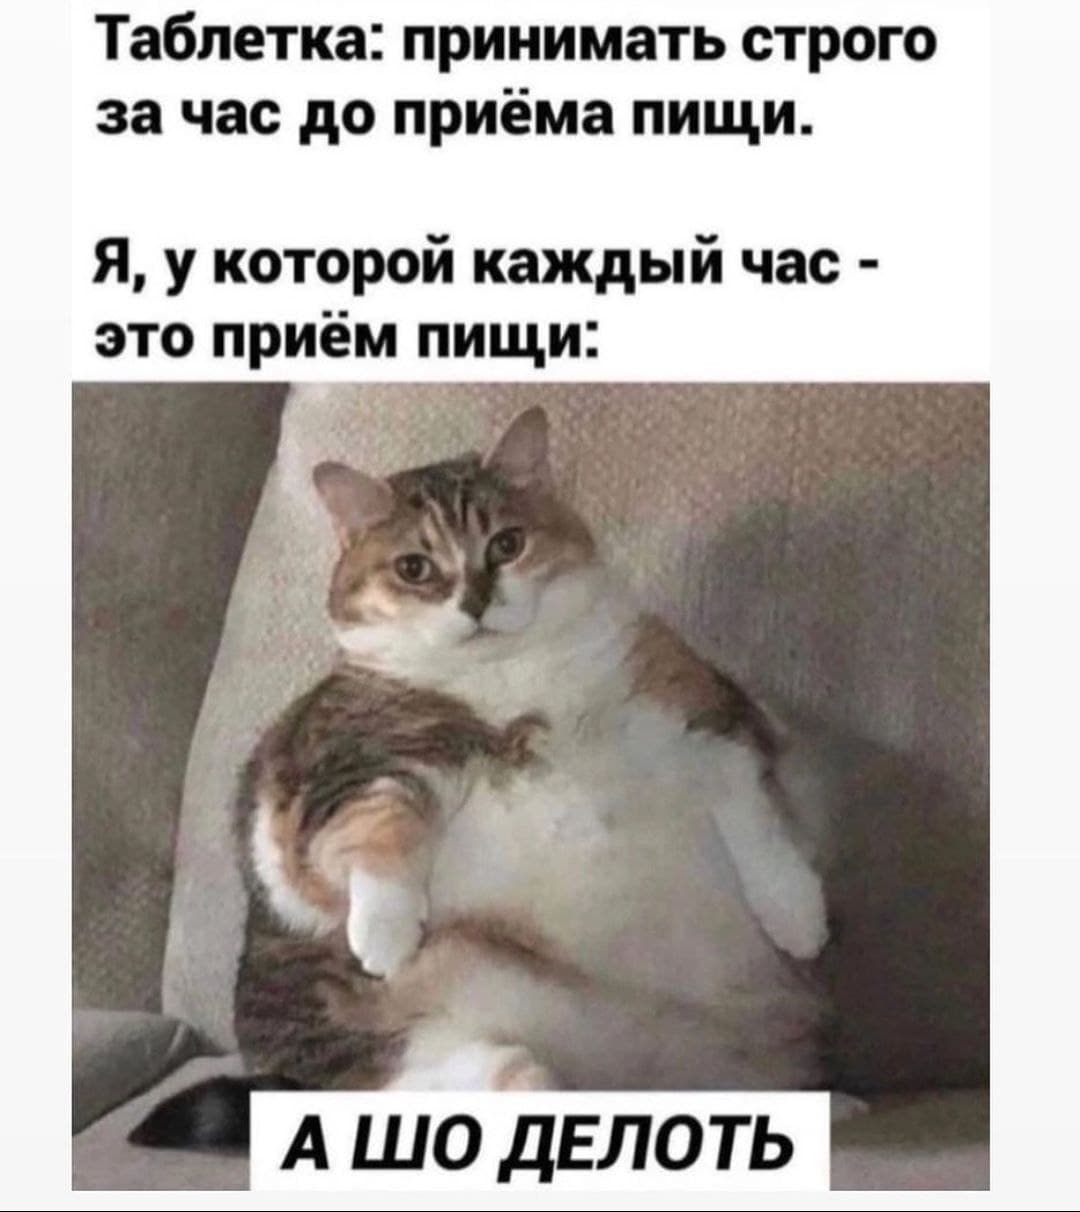 Таблетка: принимать строго
за час до приёма пищи.
Я, у которой каждый час -
это приём пищи:
А ШО ДЕЛОТЬ